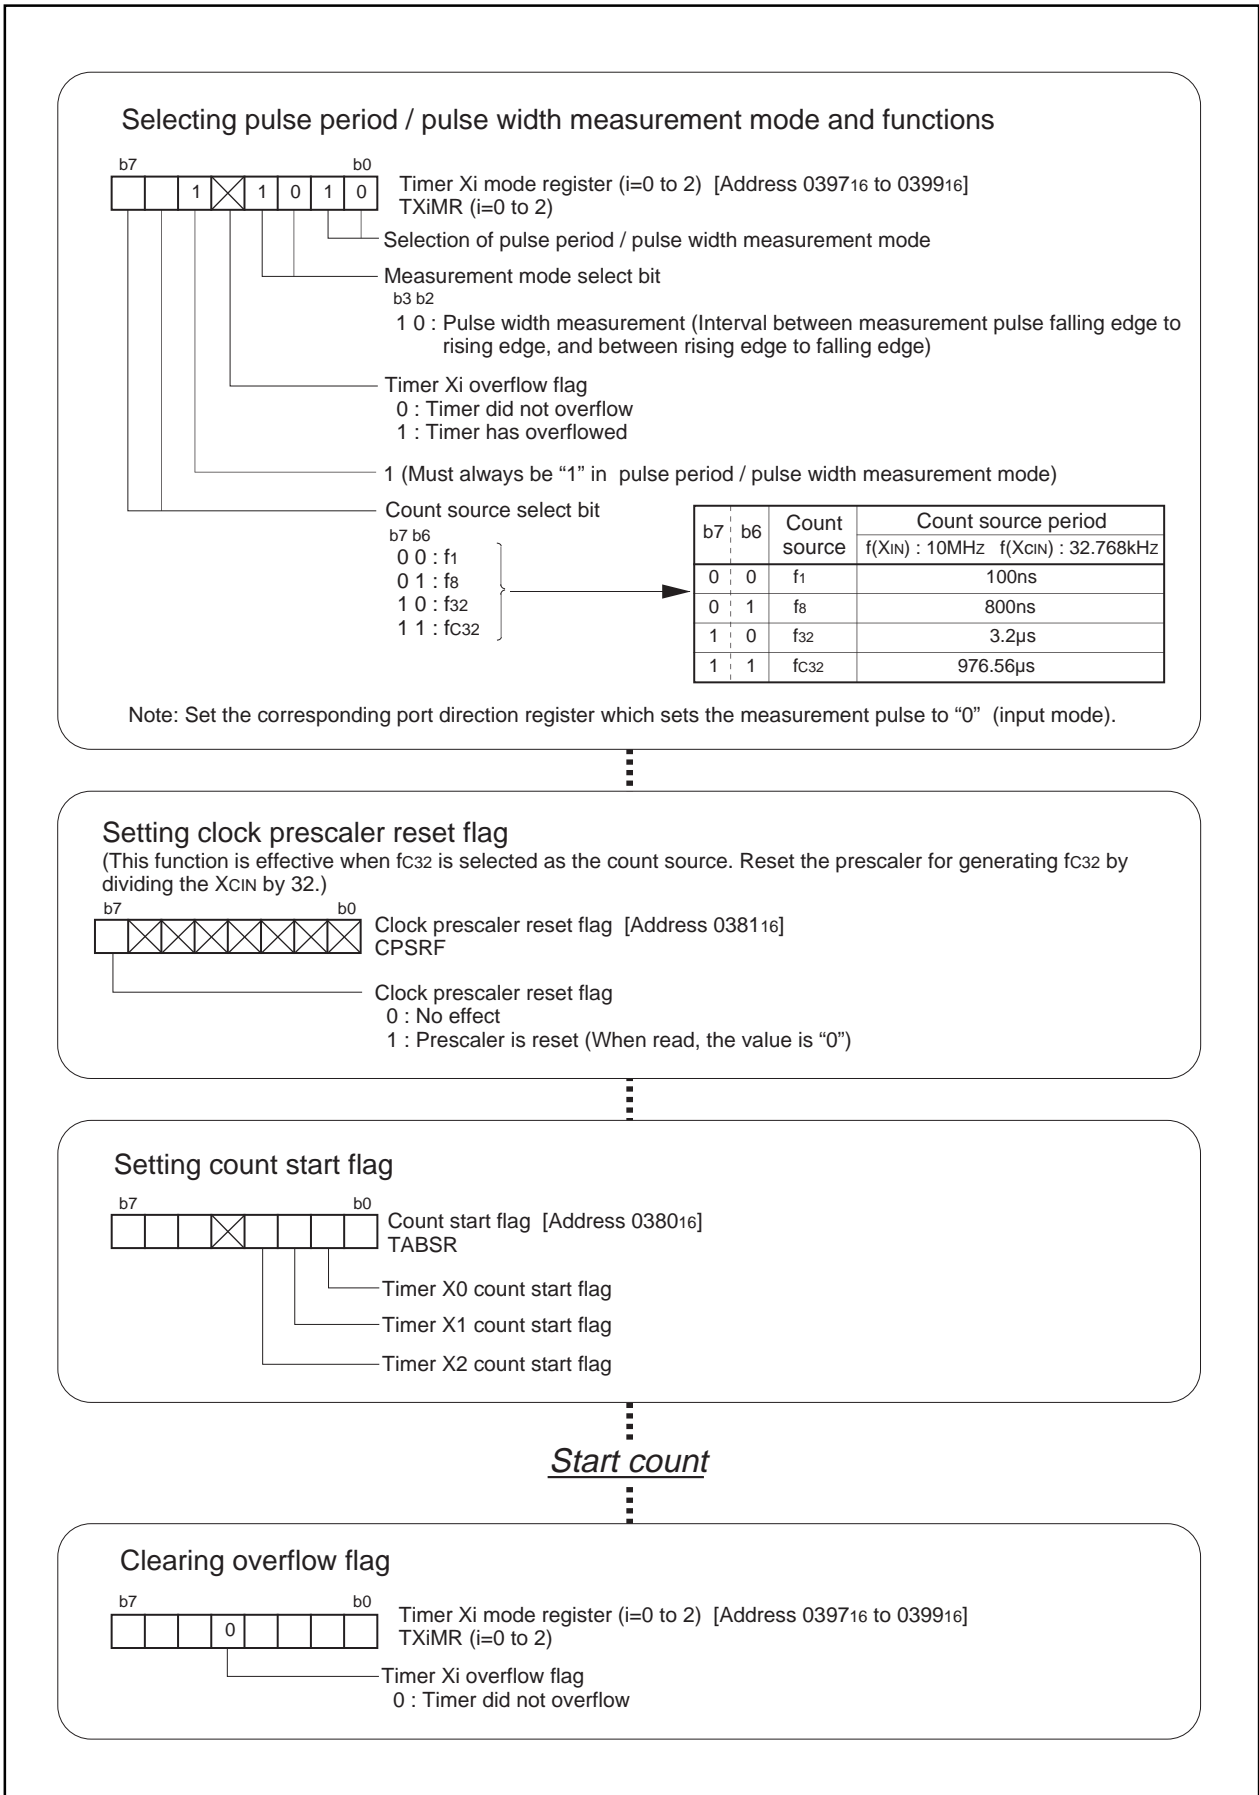 Selecting pulse period / pulse width measurement mode and functions
b7 b0
1 1 0 1 0
Timer Xi mode register (i=0 to 2) [Address 039716 to 039916]
TXiMR (i=0 to 2)
Selection of pulse period / pulse width measurement mode
Measurement mode select bit
b3 b2
1 0 : Pulse width measurement (Interval between measurement pulse falling edge to
rising edge, and between rising edge to falling edge)
Timer Xi overflow flag
0 : Timer did not overflow
1 : Timer has overflowed
1 (Must always be “1” in pulse period / pulse width measurement mode)
Count source select bit
b7 b6
0 0 : f1
0 1 : f8
1 0 : f32
1 1 : fC32
b7 b6 Count source Count source period
f(XIN) : 10MHz f(XCIN) : 32.768kHz
0 0 f1 100ns
0 1 f8 800ns
1 0 f32 3.2µs
1 1 fC32 976.56µs
Note: Set the corresponding port direction register which sets the measurement pulse to “0” (input mode).
Setting clock prescaler reset flag
(This function is effective when fC32 is selected as the count source. Reset the prescaler for generating fC32 by
dividing the XCIN by 32.)
b7 b0
Clock prescaler reset flag [Address 038116]
CPSRF
Clock prescaler reset flag
0 : No effect
1 : Prescaler is reset (When read, the value is “0”)
Setting count start flag
b7 b0
Count start flag [Address 038016]
TABSR
Timer X0 count start flag
Timer X1 count start flag
Timer X2 count start flag
Start count
Clearing overflow flag
b7 b0
0
Timer Xi mode register (i=0 to 2) [Address 039716 to 039916]
TXiMR (i=0 to 2)
Timer Xi overflow flag
0 : Timer did not overflow